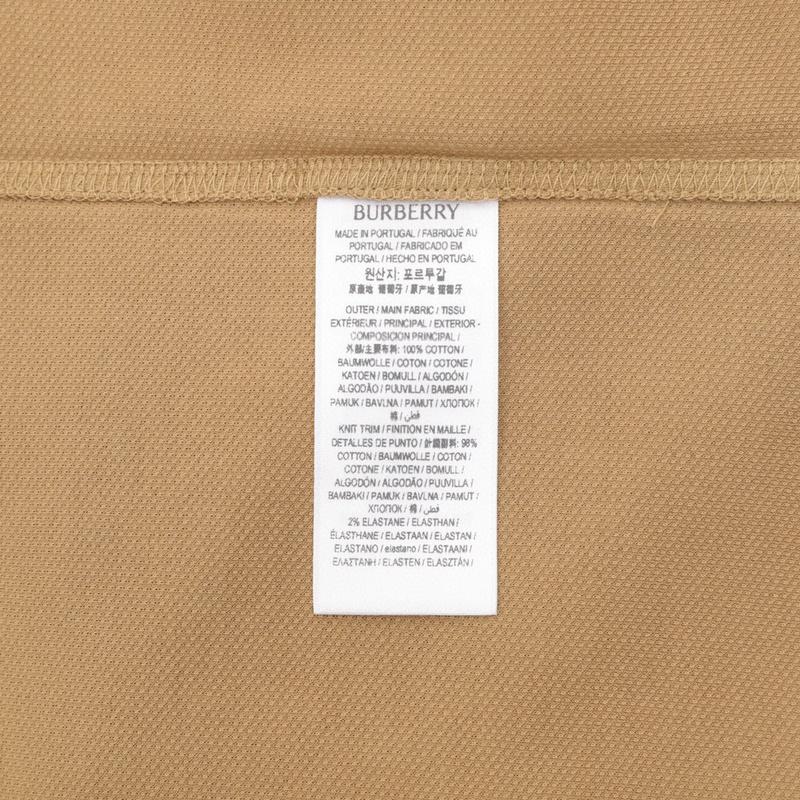 BURBERRY
MADE IN PORTUGAL / FABRIQUÉ AU
PORTUGAL / FABRICADO EM
PORTUGAL / HECHO EN PORTUGAL
원산지: 포르투갈
原產地 葡萄牙 / 原产地 葡萄牙
OUTER / MAIN FABRIC / TISSU
EXTÉRIEUR / PRINCIPAL / EXTERIOR -
COMPOSICIÓN PRINCIPAL /
外部/主要布料: 100% COTTON /
BAUMWOLLE / COTON / COTONE /
KATOEN / BOMULL / ALGODÓN /
ALGODÃO / PUUVILLA / BAMBAKI /
PAMUK / BAVLNA / PAMUT / ХЛОПОК /
棉 / قطن
KNIT TRIM / FINITION EN MAILLE /
DETALLES DE PUNTO / 針織副料: 98%
COTTON / BAUMWOLLE / COTON /
COTONE / KATOEN / BOMULL /
ALGODÓN / ALGODÃO / PUUVILLA /
BAMBAKI / PAMUK / BAVLNA / PAMUT /
ХЛОПОК / 棉 / قطن
2% ELASTANE / ELASTHAN /
ÉLASTHANE / ELASTAAN / ELASTAN /
ELASTANO / elastano / ELASTAANI /
ΕΛΑΣΤΑΝΗ / ELASTEN / ELASZTÁN /